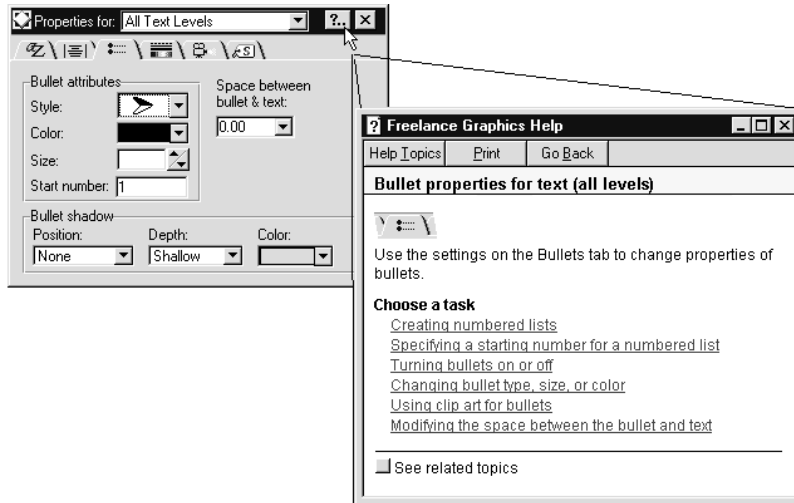 Properties for: All Text Levels
?..
Bullet attributes
Style:
Color:
Size:
Start number: 1
Space between
bullet & text:
0.00
Bullet shadow
Position: Depth: Color:
None Shallow
? Freelance Graphics Help
Help Topics Print Go Back
Bullet properties for text (all levels)
Use the settings on the Bullets tab to change properties of
bullets.
Choose a task
Creating numbered lists
Specifying a starting number for a numbered list
Turning bullets on or off
Changing bullet type, size, or color
Using clip art for bullets
Modifying the space between the bullet and text
See related topics